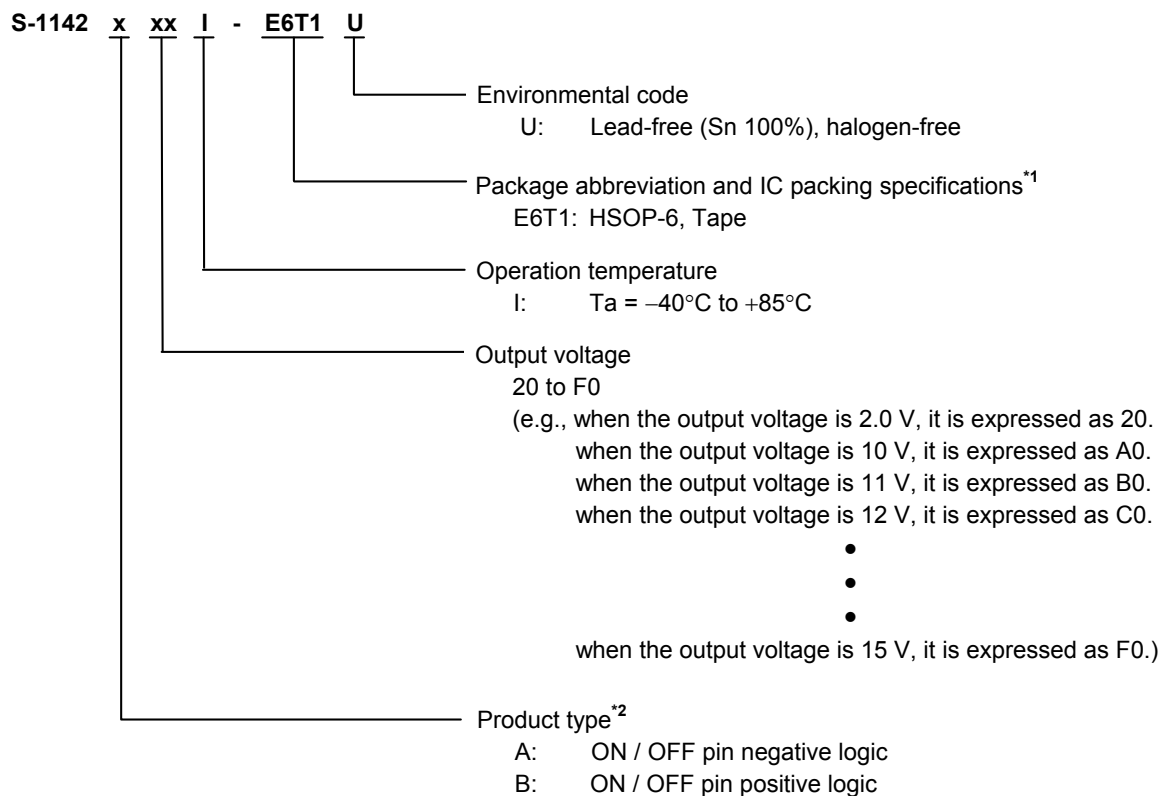 S-1142 x xx I - E6T1 U
Environmental code
U: Lead-free (Sn 100%), halogen-free
Package abbreviation and IC packing specifications*1
E6T1: HSOP-6, Tape
Operation temperature
I: Ta = −40°C to +85°C
Output voltage
20 to F0
(e.g., when the output voltage is 2.0 V, it is expressed as 20.
when the output voltage is 10 V, it is expressed as A0.
when the output voltage is 11 V, it is expressed as B0.
when the output voltage is 12 V, it is expressed as C0.
•
•
•
when the output voltage is 15 V, it is expressed as F0.)
Product type*2
A: ON / OFF pin negative logic
B: ON / OFF pin positive logic